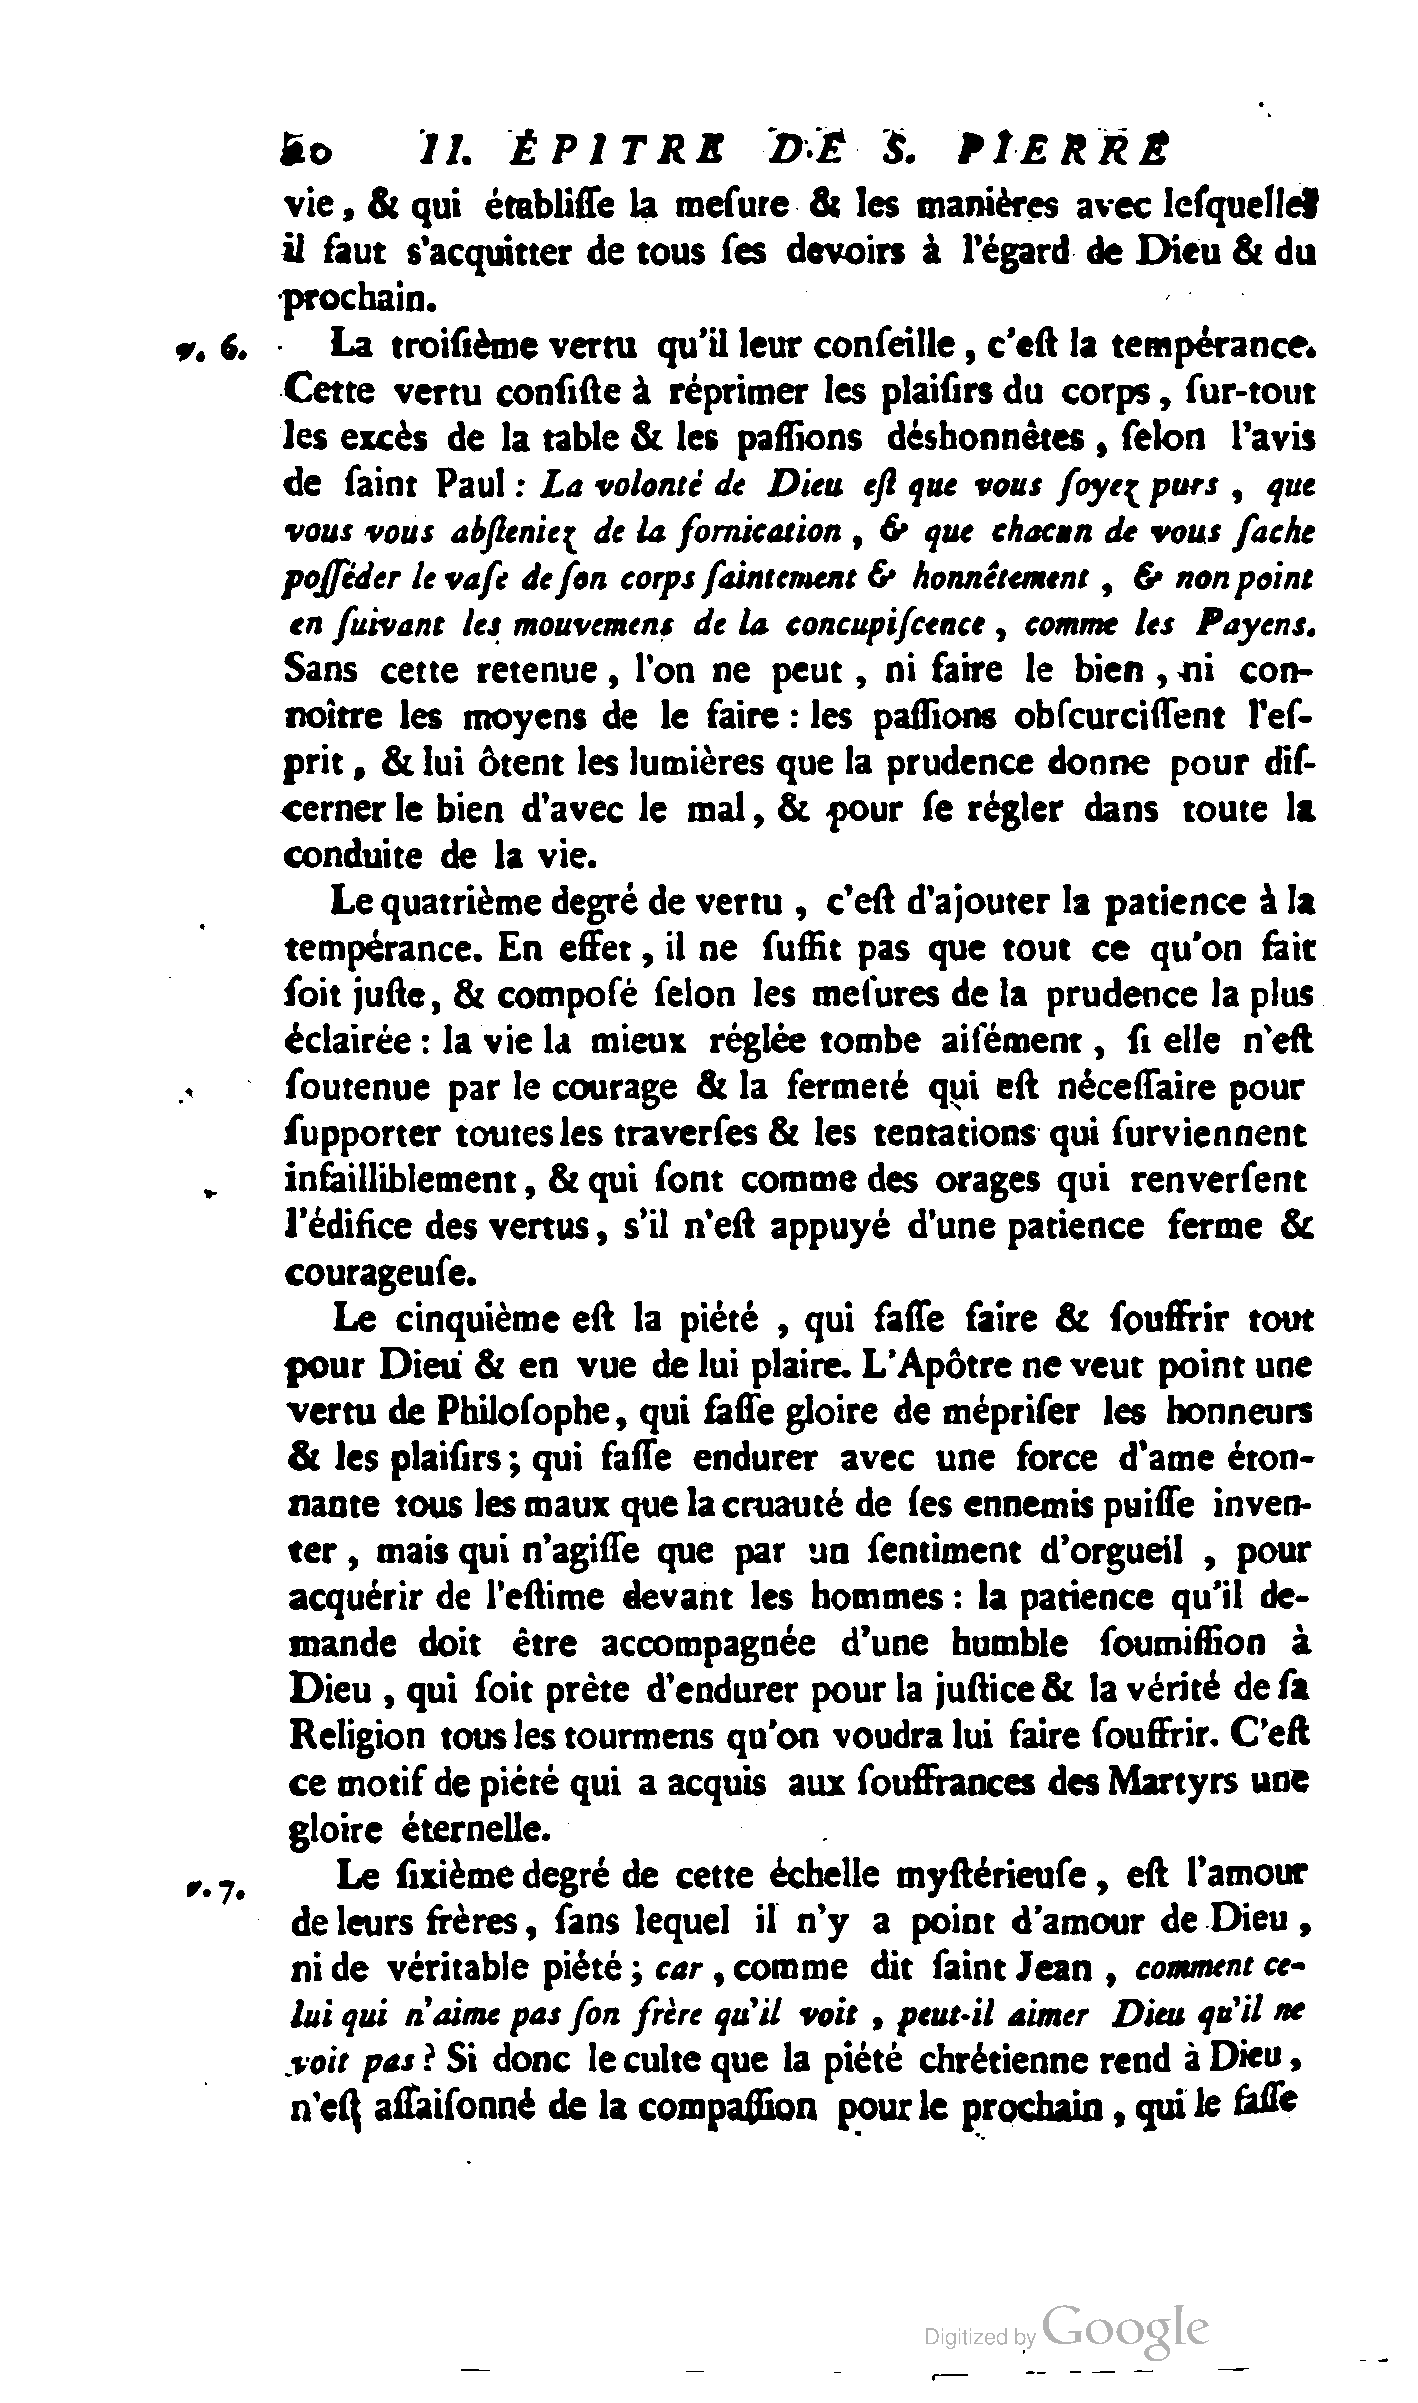 20 II. ÉPITRE DE S. PIERRE
vie, & qui établiſſe la meſure & les manières avec leſquelles
il faut s'acquitter de tous ſes devoirs à l'égard de Dieu & du
prochain.
v. 6. La troiſième vertu qu'il leur conſeille, c'eſt la tempérance.
Cette vertu conſiſte à réprimer les plaiſirs du corps, ſur-tout
les excès de la table & les paſſions déshonnêtes, ſelon l'avis
de ſaint Paul : La volonté de Dieu eſt que vous ſoyez purs, que
vous vous abſteniez de la fornication, & que chacun de vous ſache
poſſéder le vaſe de ſon corps ſaintement & honnêtement, & non point
en ſuivant les mouvemens de la concupiſcence, comme les Payens.
Sans cette retenue, l'on ne peut, ni faire le bien, ni con-
noître les moyens de le faire : les paſſions obſcurciſſent l'eſ-
prit, & lui ôtent les lumières que la prudence donne pour diſ-
cerner le bien d'avec le mal, & pour ſe régler dans toute la
conduite de la vie.
Le quatrième degré de vertu, c'eſt d'ajouter la patience à la
tempérance. En effet, il ne ſuffit pas que tout ce qu'on fait
ſoit juſte, & compoſé ſelon les meſures de la prudence la plus
éclairée : la vie la mieux réglée tombe aiſément, ſi elle n'eſt
ſoutenue par le courage & la fermeté qui eſt néceſſaire pour
ſupporter toutes les traverſes & les tentations qui ſurviennent
infailliblement, & qui ſont comme des orages qui renverſent
l'édifice des vertus, s'il n'eſt appuyé d'une patience ferme &
courageuſe.
Le cinquième eſt la piété, qui faſſe faire & ſouffrir tout
pour Dieu & en vue de lui plaire. L'Apôtre ne veut point une
vertu de Philoſophe, qui faſſe gloire de mépriſer les honneurs
& les plaiſirs ; qui faſſe endurer avec une force d'ame éton-
nante tous les maux que la cruauté de ſes ennemis puiſſe inven-
ter, mais qui n'agiſſe que par un ſentiment d'orgueil, pour
acquérir de l'eſtime devant les hommes : la patience qu'il de-
mande doit être accompagnée d'une humble ſoumiſſion à
Dieu, qui ſoit prète d'endurer pour la juſtice & la vérité de ſa
Religion tous les tourmens qu'on voudra lui faire ſouffrir. C'eſt
ce motif de piété qui a acquis aux ſouffrances des Martyrs une
gloire éternelle.
v. 7. Le ſixième degré de cette échelle myſtérieuſe, eſt l'amour
de leurs frères, ſans lequel il n'y a point d'amour de Dieu,
ni de véritable piété ; car, comme dit ſaint Jean, comment ce-
lui qui n'aime pas ſon frère qu'il voit, peut-il aimer Dieu qu'il ne
voit pas ? Si donc le culte que la piété chrétienne rend à Dieu,
n'eſt aſſaiſonné de la compaſſion pour le prochain, qui le faſſe
Digitized by Google